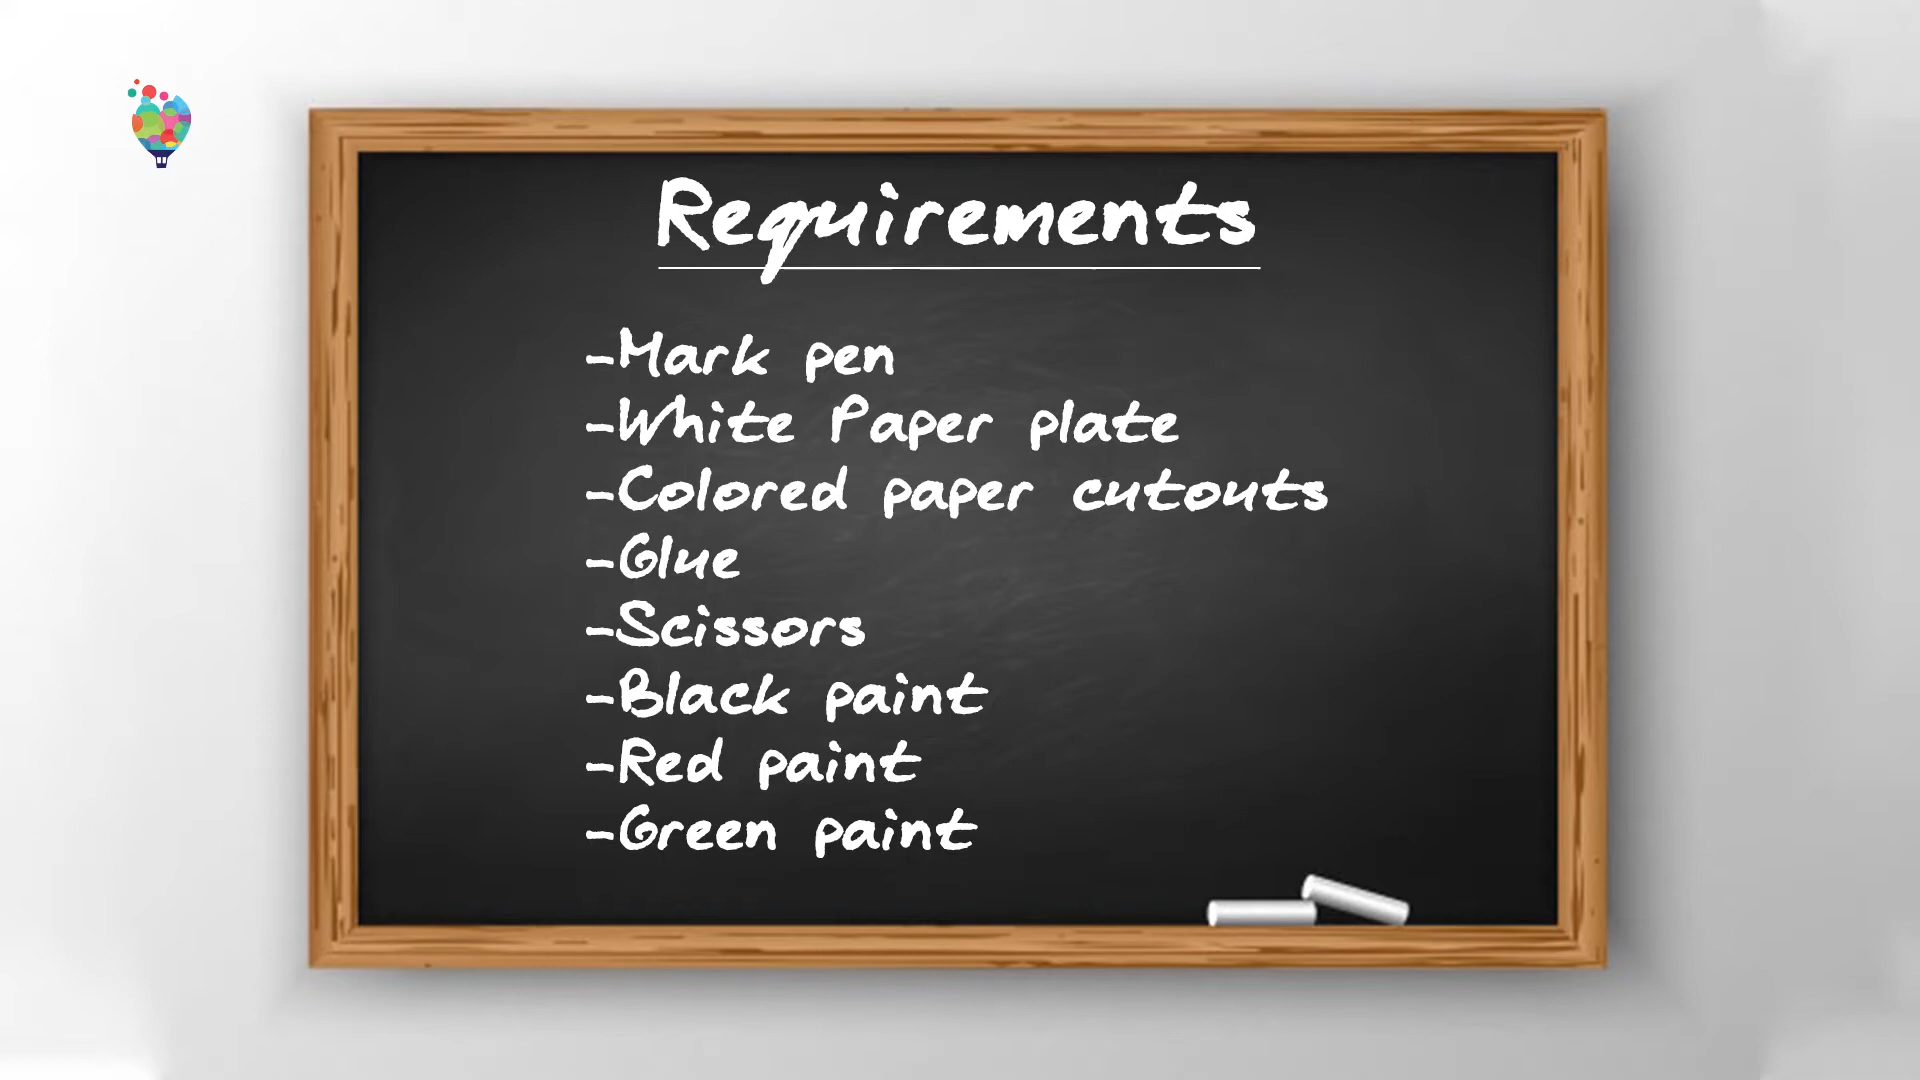 Requirements
-Mark pen
-White Paper plate
-Colored paper cutouts
-Glue
-Scissors
-Black paint
-Red paint
-Green paint